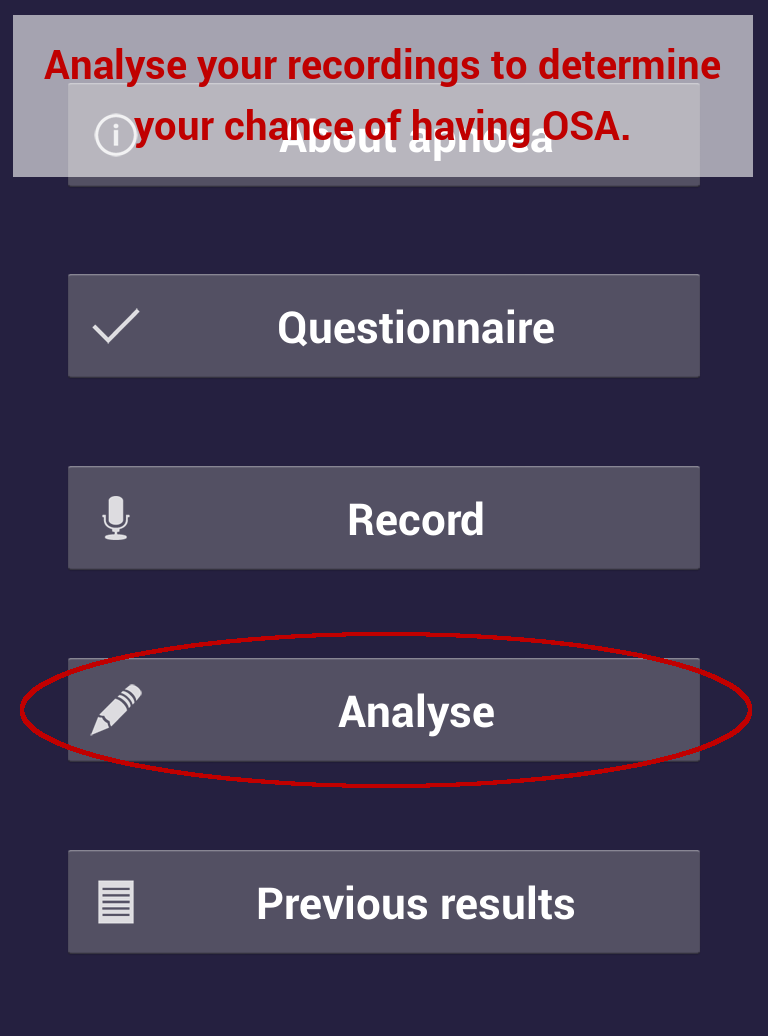 Analyse your recordings to determine
your chance of having OSA.
About apnoea
Questionnaire
Record
Analyse
Previous results